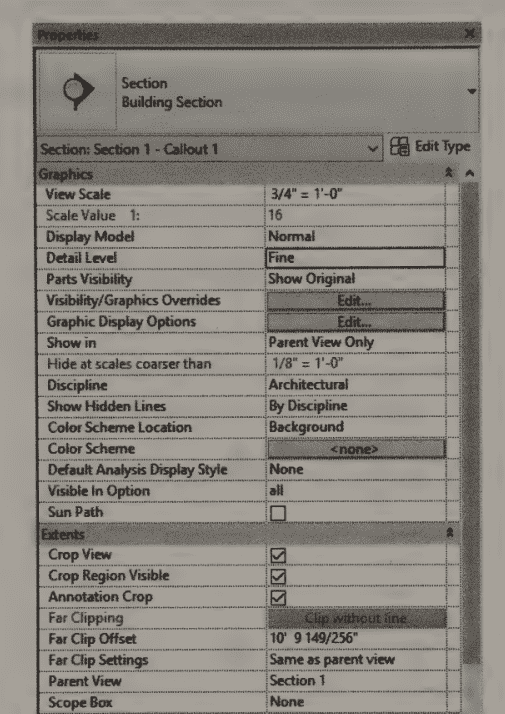 Properties
Section
Building Section
Section: Section 1 - Callout 1 Edit Type
Graphics
View Scale 3/4" = 1'-0"
Scale Value 1: 16
Display Model Normal
Detail Level Fine
Parts Visibility Show Original
Visibility/Graphics Overrides Edit...
Graphic Display Options Edit...
Show in Parent View Only
Hide at scales coarser than 1/8" = 1'-0"
Discipline Architectural
Show Hidden Lines By Discipline
Color Scheme Location Background
Color Scheme <none>
Default Analysis Display Style None
Visible In Option all
Sun Path
Extents
Crop View
Crop Region Visible
Annotation Crop
Far Clipping Clip without line
Far Clip Offset 10' 9 149/256"
Far Clip Settings Same as parent view
Parent View Section 1
Scope Box None